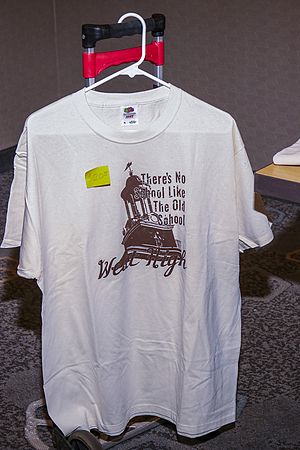 There's No
School Like
The Old
School
West High